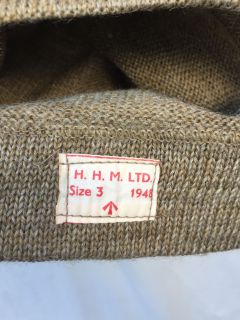 H. H. M. LTD.
Size 3 1948